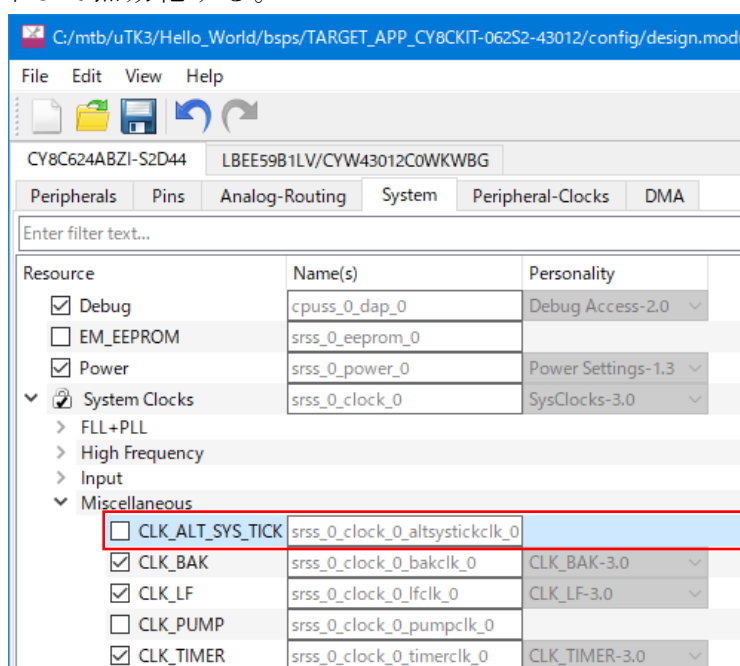 C:/mtb/uTK3/Hello_World/bsps/TARGET_APP_CY8CKIT-062S2-43012/config/design.mod
File Edit View Help
CY8C624ABZI-S2D44 LBEE59B1LV/CYW43012C0WKWBG
Peripherals Pins Analog-Routing System Peripheral-Clocks DMA
Enter filter text...
Resource Name(s) Personality
Debug cpuss_0_dap_0 Debug Access-2.0
EM_EEPROM srss_0_eeprom_0
Power srss_0_power_0 Power Settings-1.3
System Clocks srss_0_clock_0 SysClocks-3.0
FLL+PLL
High Frequency
Input
Miscellaneous
CLK_ALT_SYS_TICK srss_0_clock_0_altsystickclk_0
CLK_BAK srss_0_clock_0_bakclk_0 CLK_BAK-3.0
CLK_LF srss_0_clock_0_lfclk_0 CLK_LF-3.0
CLK_PUMP srss_0_clock_0_pumpclk_0
CLK_TIMER srss_0_clock_0_timerclk_0 CLK_TIMER-3.0